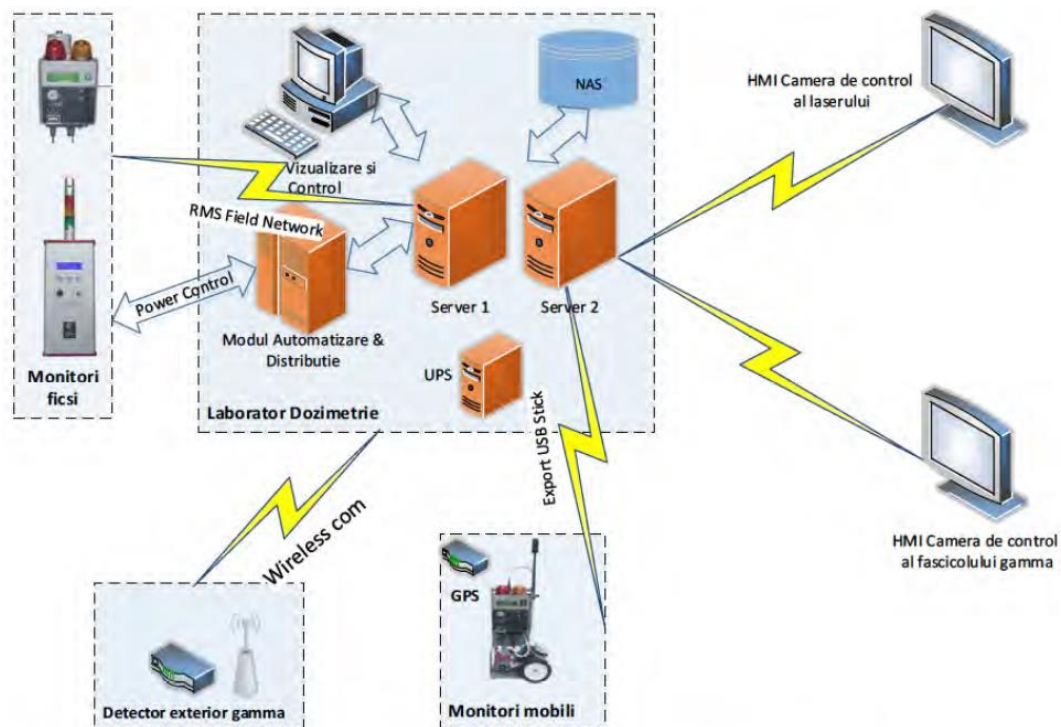 NAS
HMI Camera de control
al laserului
Vizualizare si
Control
RMS Field Network
Power Control
Server 1
Server 2
Modul Automatizare &
Distributie
UPS
Monitori
ficsi
Laborator Dozimetrie
Export USB Stick
Wireless com
HMI Camera de control
al fascicolului gamma
GPS
Detector exterior gamma
Monitori mobili